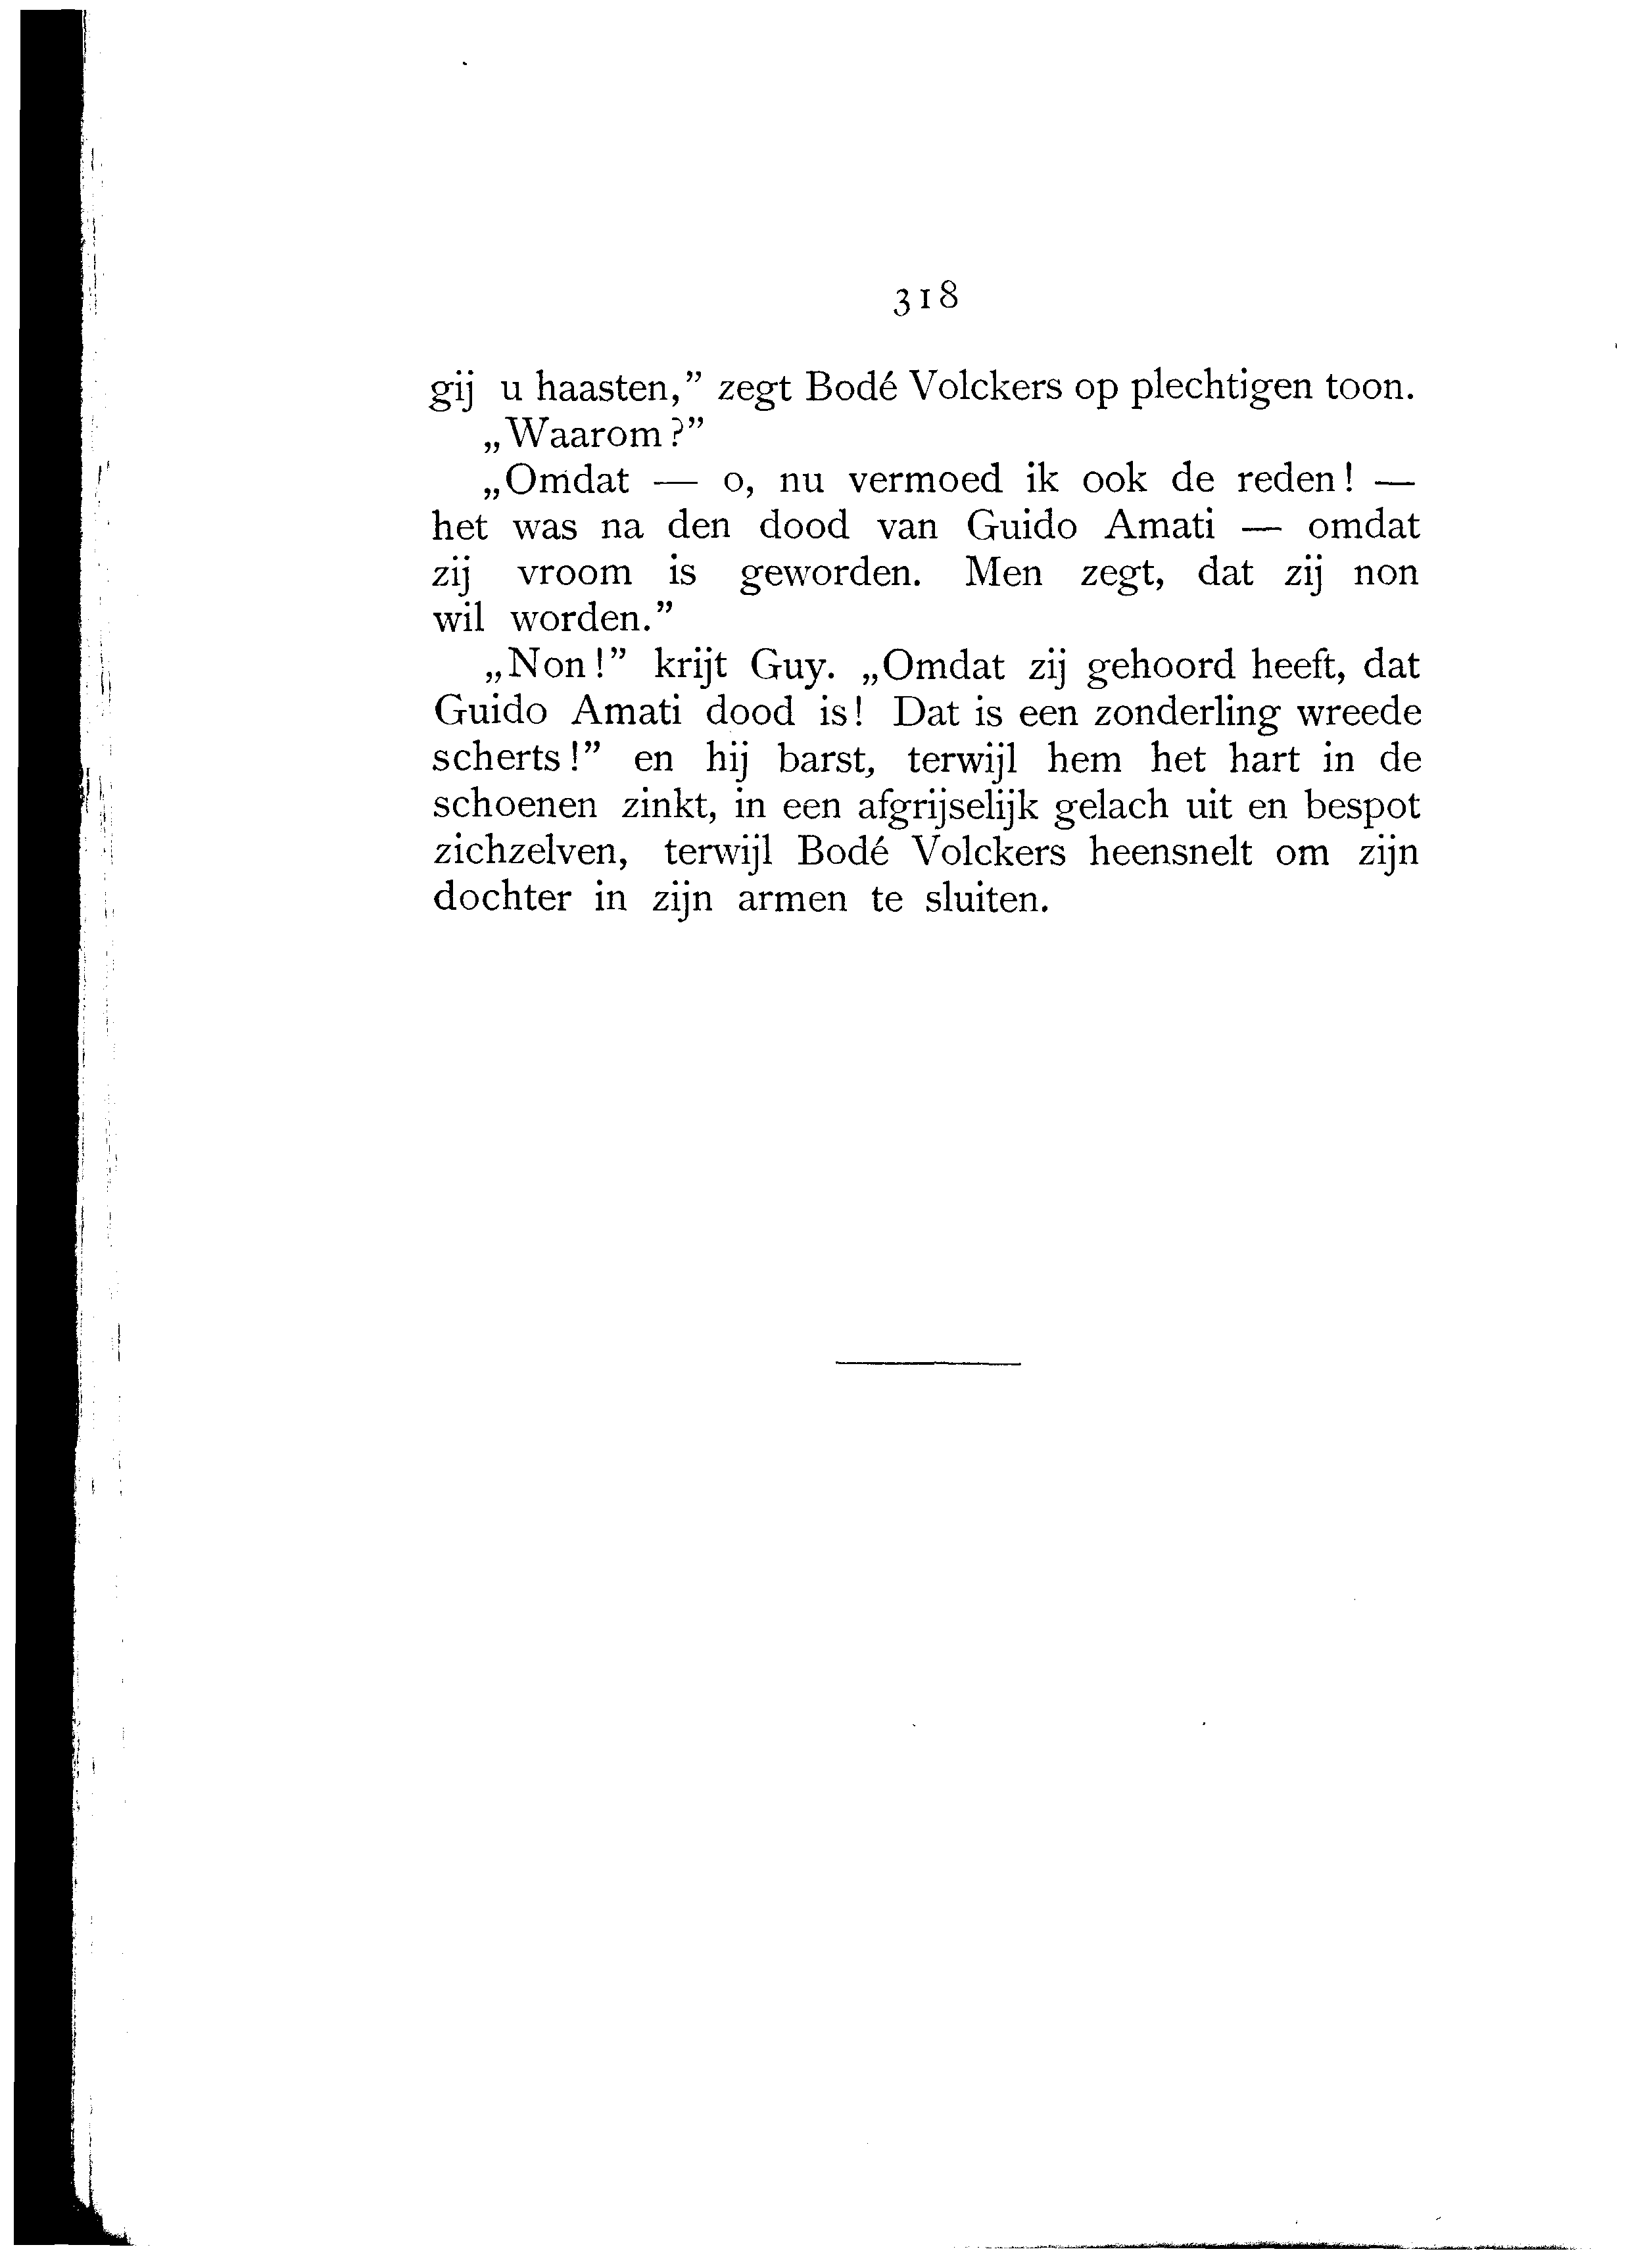 318
gij u haasten,” zegt Bodé Volckers op plechtigen toon.
„Waarom?”
„Omdat — o, nu vermoed ik ook de reden! —
het was na den dood van Guido Amati — omdat
zij vroom is geworden. Men zegt, dat zij non
wil worden.”
„Non!” krijt Guy. „Omdat zij gehoord heeft, dat
Guido Amati dood is! Dat is een zonderling wreede
scherts!” en hij barst, terwijl hem het hart in de
schoenen zinkt, in een afgrijselijk gelach uit en bespot
zichzelven, terwijl Bodé Volckers heensnelt om zijn
dochter in zijn armen te sluiten.